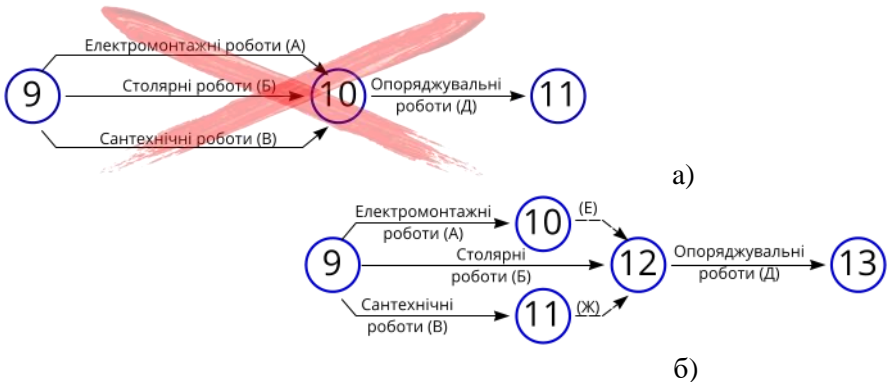 Електромонтажні роботи (А)
9
Столярні роботи (Б)
10
Опоряджувальні
роботи (Д)
11
Сантехнічні роботи (В)
а)
Електромонтажні
роботи (А)
10
(Е)
9
Столярні
роботи (Б)
12
Опоряджувальні
роботи (Д)
13
Сантехнічні
роботи (В)
11
(Ж)
б)